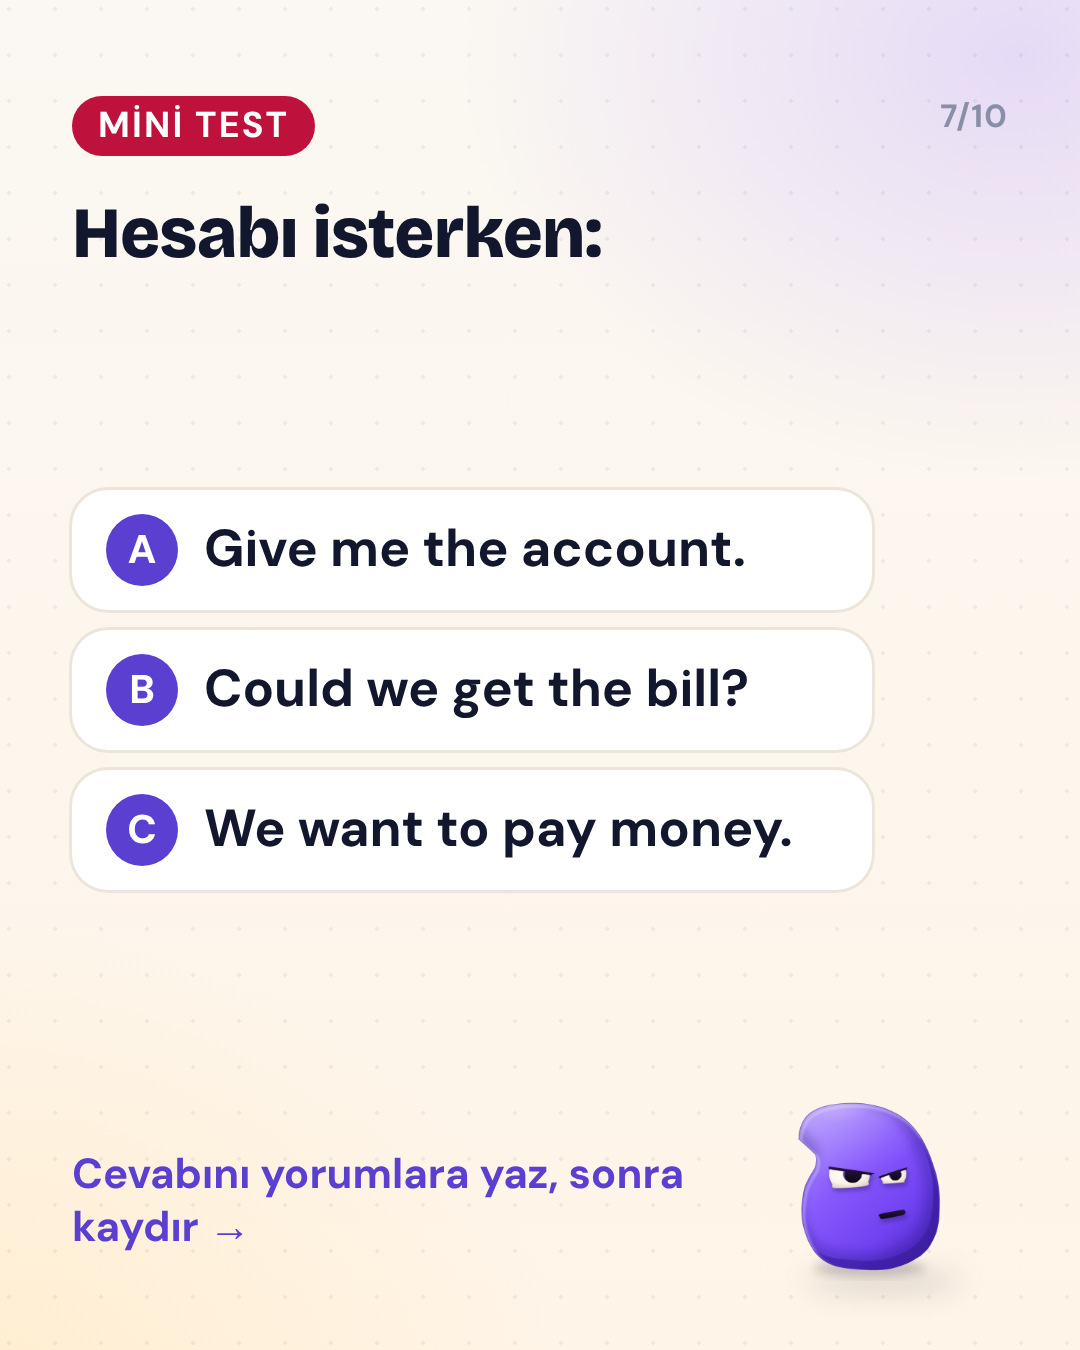 MİNİ TEST
7/10
Hesabı isterken:
A Give me the account.
B Could we get the bill?
C We want to pay money.
Cevabını yorumlara yaz, sonra
kaydır →